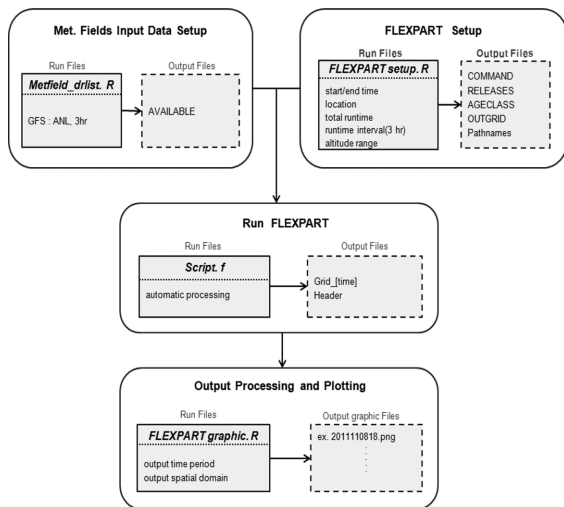 Met. Fields Input Data Setup
Run Files
Output Files
Metfield_drlist. R
GFS : ANL, 3hr
AVAILABLE
FLEXPART Setup
Run Files
Output Files
FLEXPART setup. R
start/end time
location
total runtime
runtime interval(3 hr)
altitude range
COMMAND
RELEASES
AGECLASS
OUTGRID
Pathnames
Run FLEXPART
Run Files
Output Files
Script. f
automatic processing
Grid_[time]
Header
Output Processing and Plotting
Run Files
Output graphic Files
FLEXPART graphic. R
output time period
output spatial domain
ex. 2011110818.png